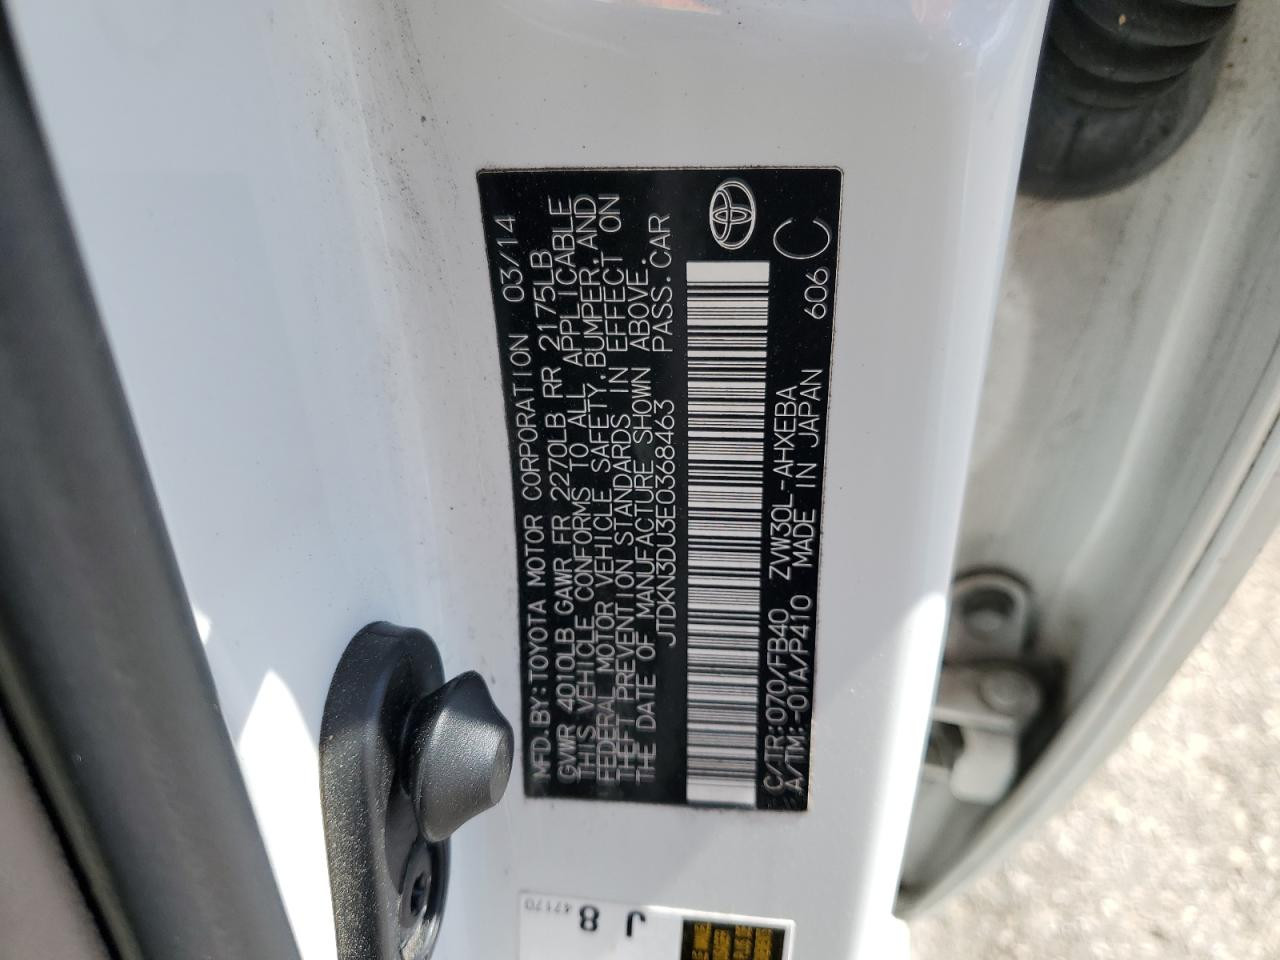 MFD.BY:TOYOTA MOTOR CORPORATION 03/14
GVWR 4010LB GAWR FR 2270LB RR 2175LB
THIS VEHICLE CONFORMS TO ALL APPLICABLE
FEDERAL MOTOR VEHICLE SAFETY,BUMPER,AND
THEFT PREVENTION STANDARDS IN EFFECT ON
THE DATE OF MANUFACTURE SHOWN ABOVE.
JTDKN3DU3E0368463 PASS.CAR
C/TR:070/FB40 ZVW30L-AHXEBA
A/TM:-01A/P410 MADE IN JAPAN 606 C
J 8
47170